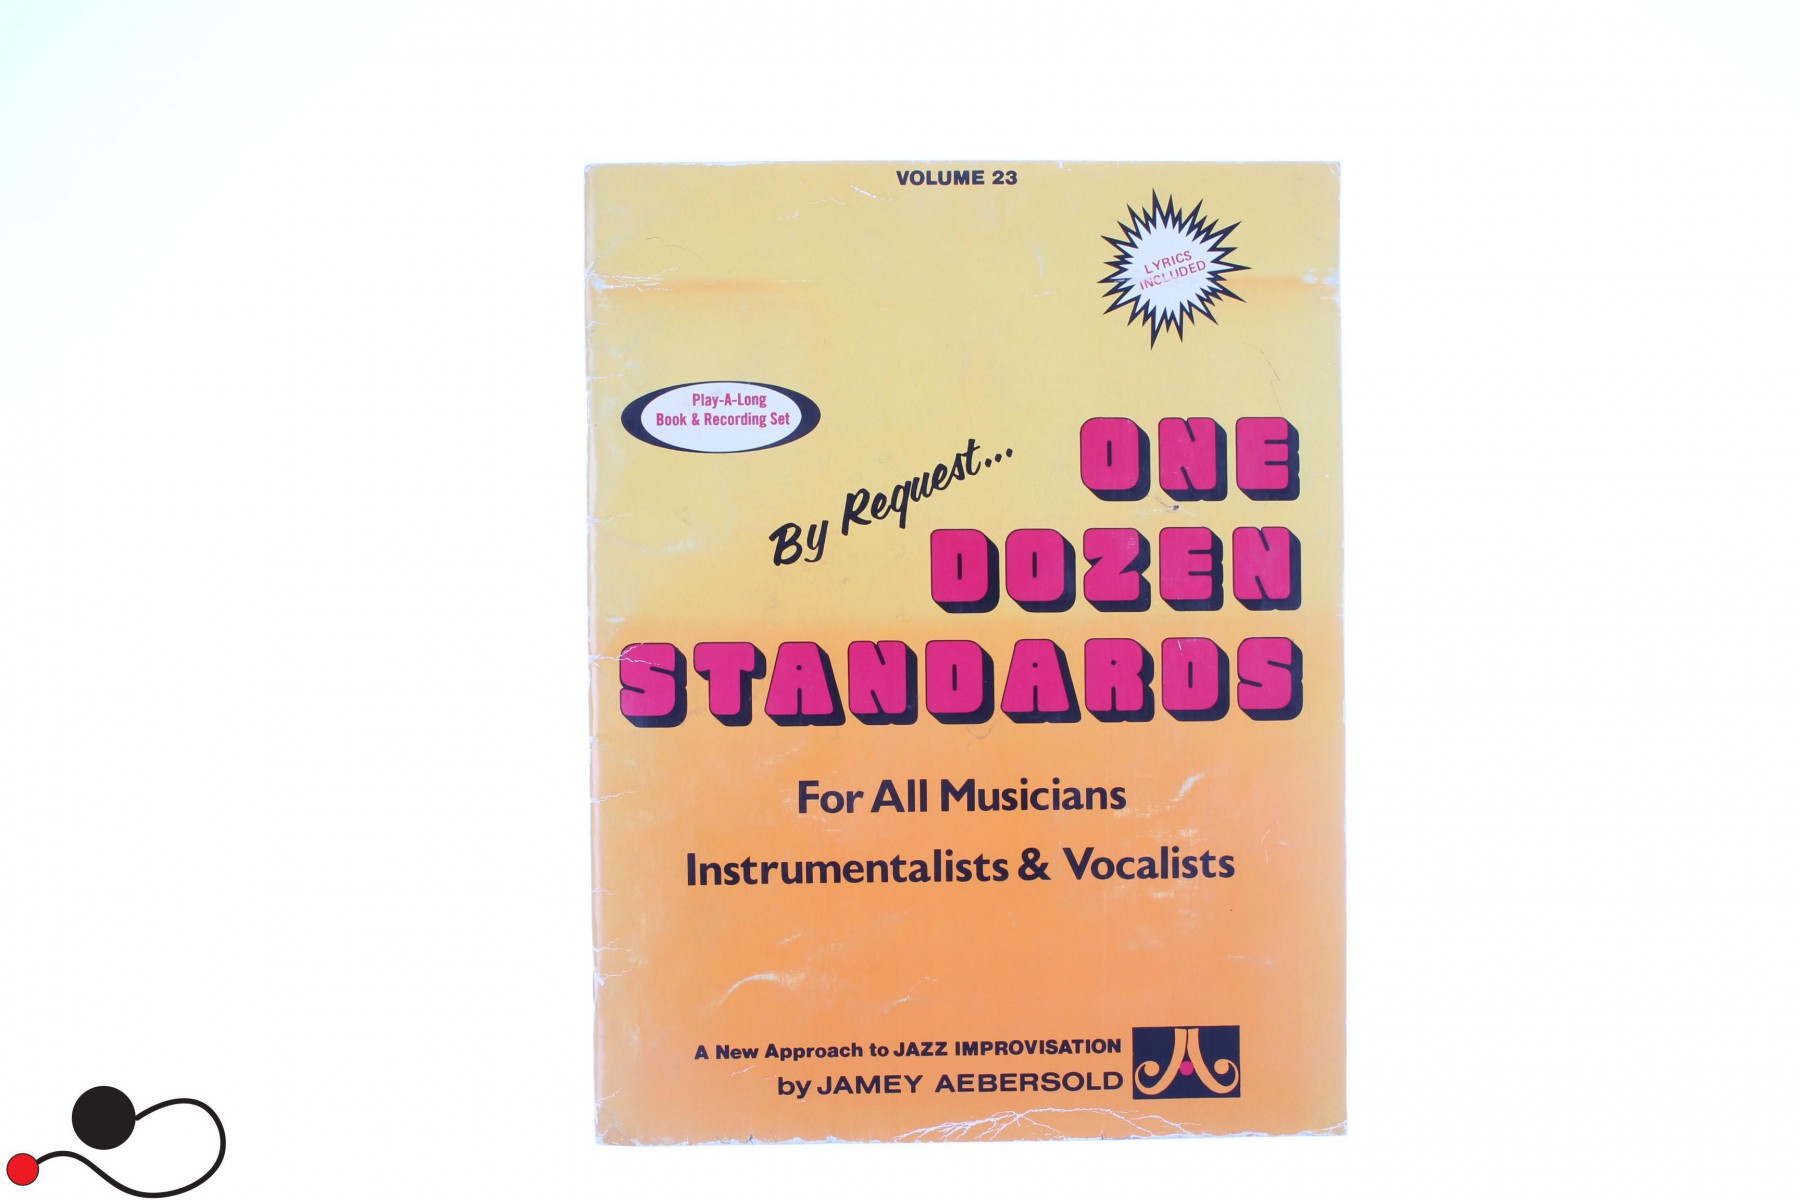 VOLUME 23
LYRICS
INCLUDED
Play-A-Long
Book & Recording Set
By Request...
ONE
DOZEN
STANDARDS
For All Musicians
Instrumentalists & Vocalists
A New Approach to JAZZ IMPROVISATION
by JAMEY AEBERSOLD